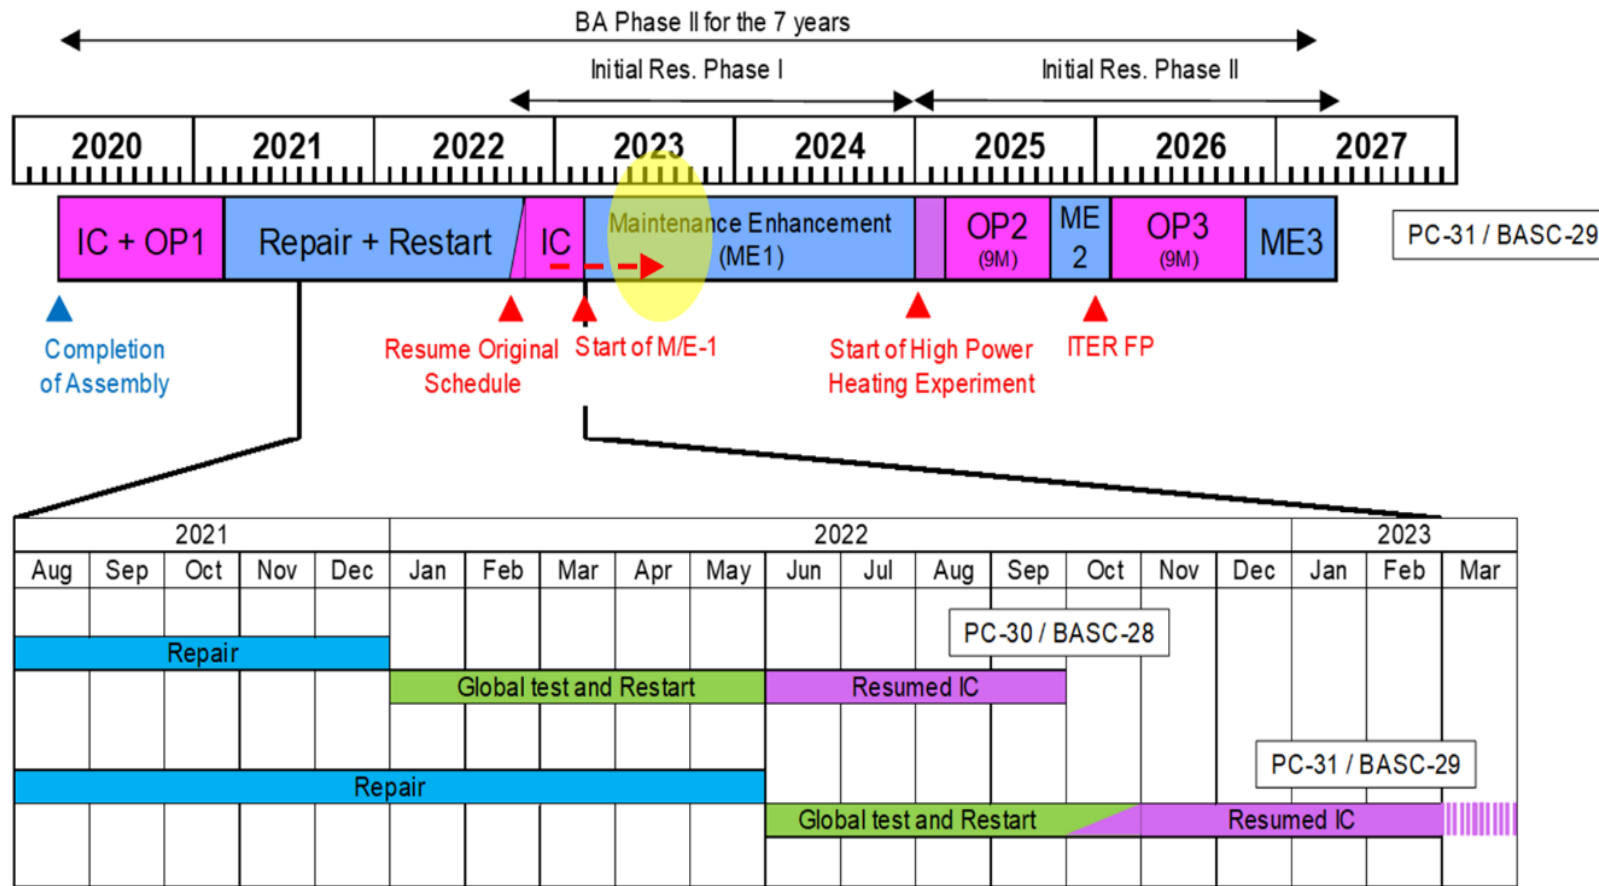 BA Phase II for the 7 years
Initial Res. Phase I
Initial Res. Phase II
2020 2021 2022 2023 2024 2025 2026 2027
IC + OP1
Repair + Restart
IC
Maintenance Enhancement
(ME1)
OP2
(9M)
ME
2
OP3
(9M)
ME3
PC-31 / BASC-29
Completion
of Assembly
Resume Original
Schedule
Start of M/E-1
Start of High Power
Heating Experiment
ITER FP
2021 2022 2023
Aug Sep Oct Nov Dec Jan Feb Mar Apr May Jun Jul Aug Sep Oct Nov Dec Jan Feb Mar
PC-30 / BASC-28
Repair
Global test and Restart
Resumed IC
PC-31 / BASC-29
Repair
Global test and Restart
Resumed IC